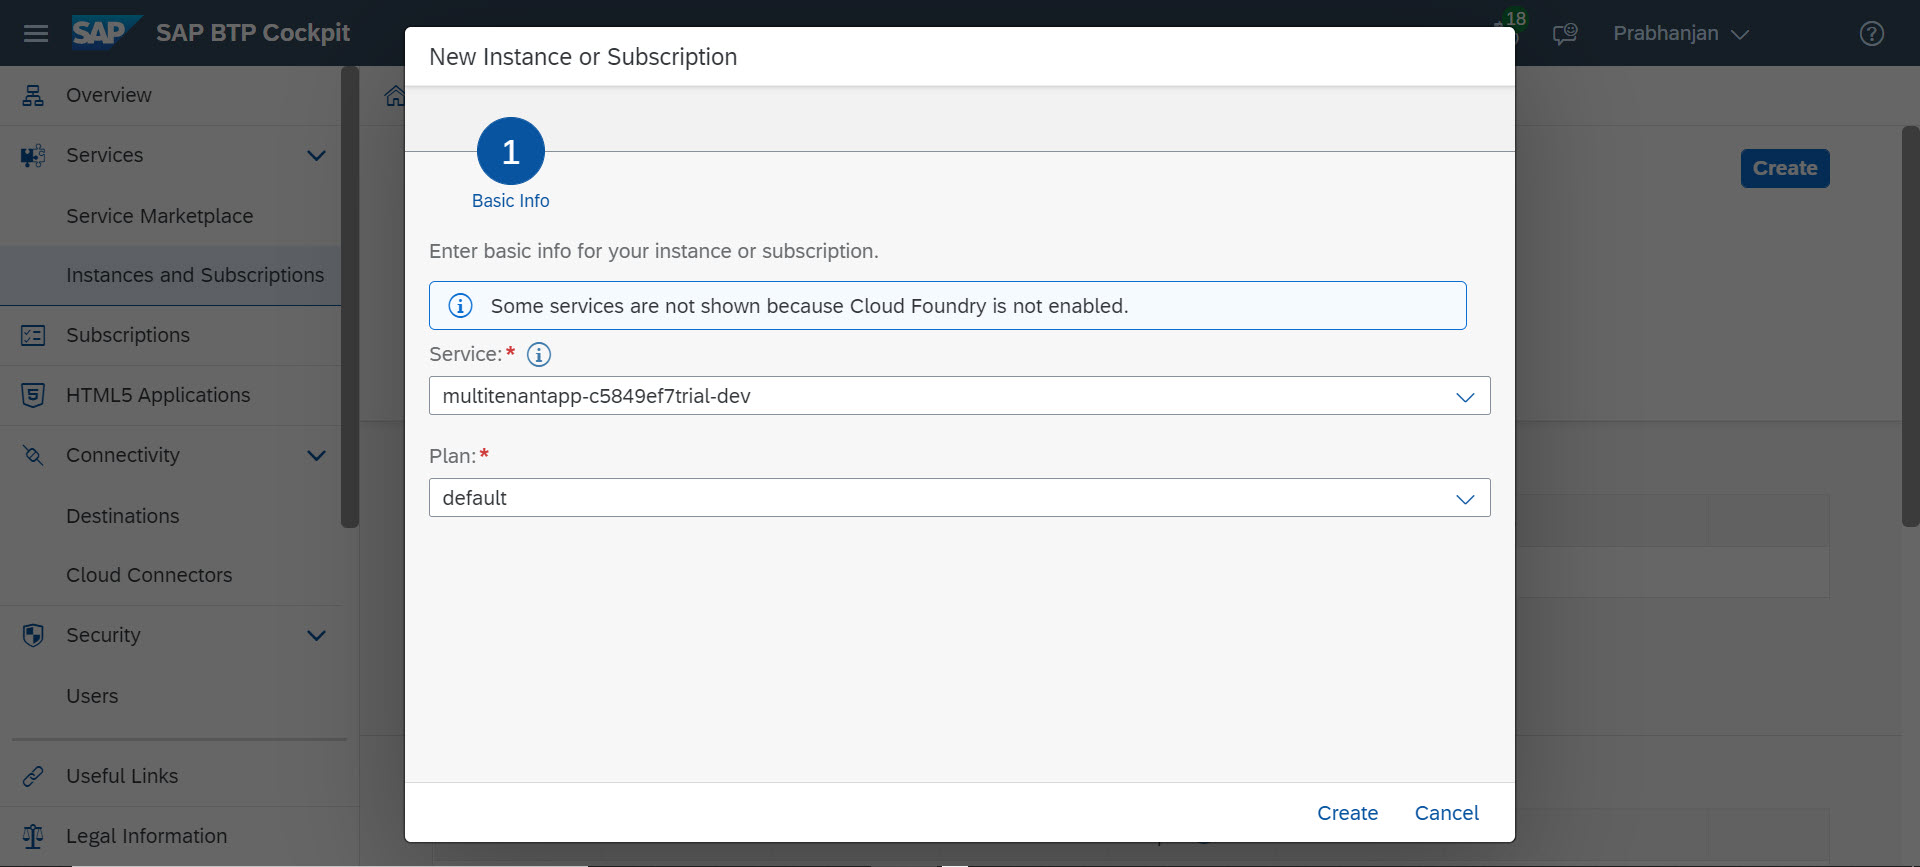 SAP SAP BTP Cockpit
18
Prabhanjan
Overview
Services
Service Marketplace
Instances and Subscriptions
Subscriptions
HTML5 Applications
Connectivity
Destinations
Cloud Connectors
Security
Users
Useful Links
Legal Information
Create
New Instance or Subscription
1
Basic Info
Enter basic info for your instance or subscription.
Some services are not shown because Cloud Foundry is not enabled.
Service:*
multitenantapp-c5849ef7trial-dev
Plan:*
default
Create Cancel